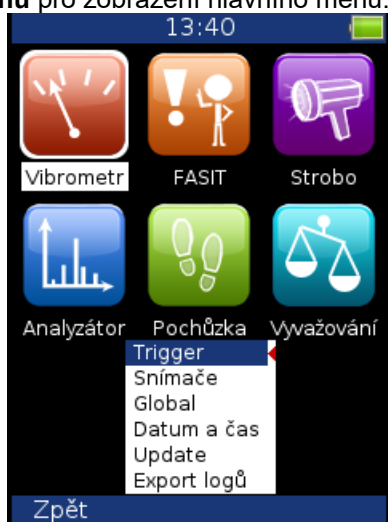 nu pro zobrazení hlavního menu.
13:40
Vibrometr FASIT Strobo
Analyzátor Pochůzka Vyvažování
Trigger
Snímače
Global
Datum a čas
Update
Export logů
Zpět